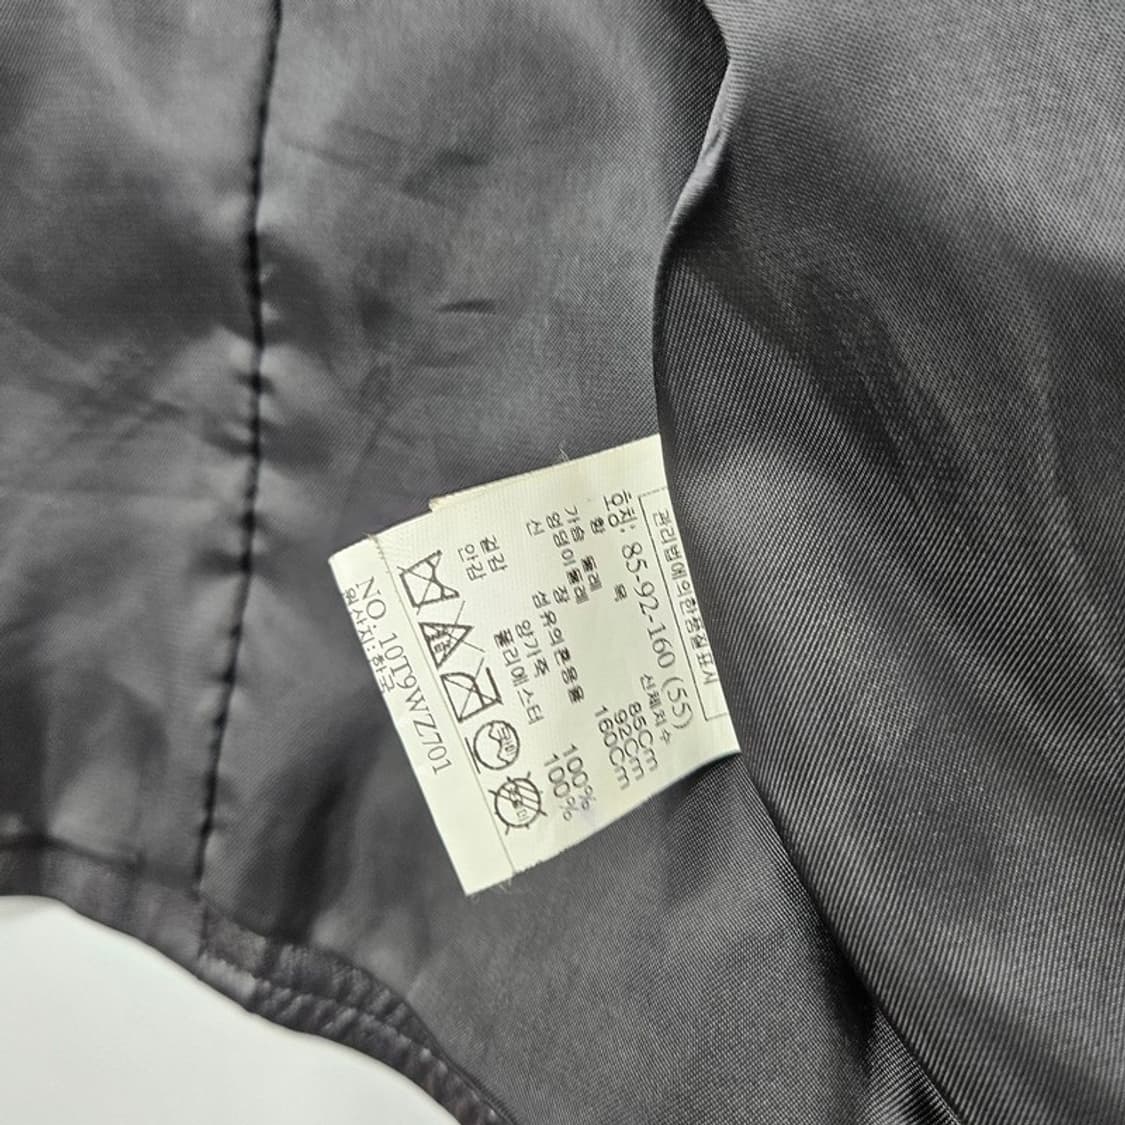 관리법에의한품질표시
호칭: 85-92-160 (55)
항 목 신체치수
가슴 둘레 85Cm
엉덩이둘레 92Cm
신 장 160Cm
섬유의혼용율
겉감 양가죽 100%
안감 폴리에스터 100%
NO. 10T9WZ701
원산지:한국